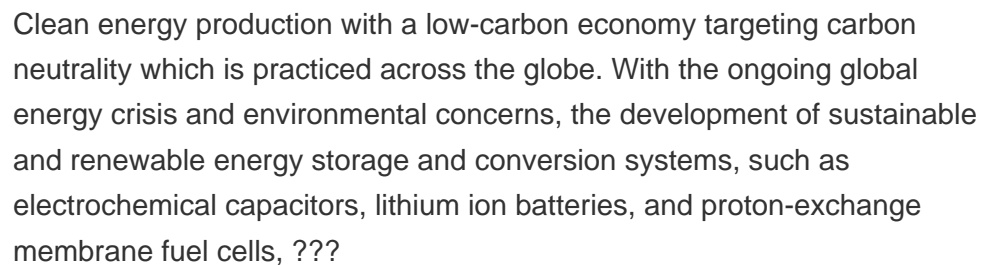 Clean energy production with a low-carbon economy targeting carbon
neutrality which is practiced across the globe. With the ongoing global
energy crisis and environmental concerns, the development of sustainable
and renewable energy storage and conversion systems, such as
electrochemical capacitors, lithium ion batteries, and proton-exchange
membrane fuel cells, ???